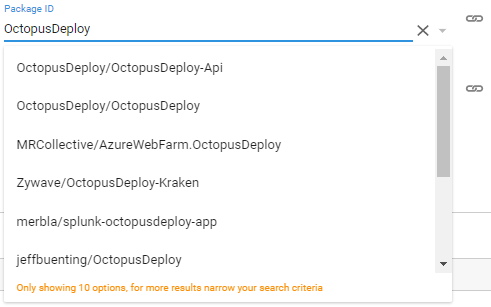 Package ID
OctopusDeploy
OctopusDeploy/OctopusDeploy-Api
OctopusDeploy/OctopusDeploy
MRCollective/AzureWebFarm.OctopusDeploy
Zywave/OctopusDeploy-Kraken
merbla/splunk-octopusdeploy-app
jeffbuenting/OctopusDeploy
Only showing 10 options, for more results narrow your search criteria